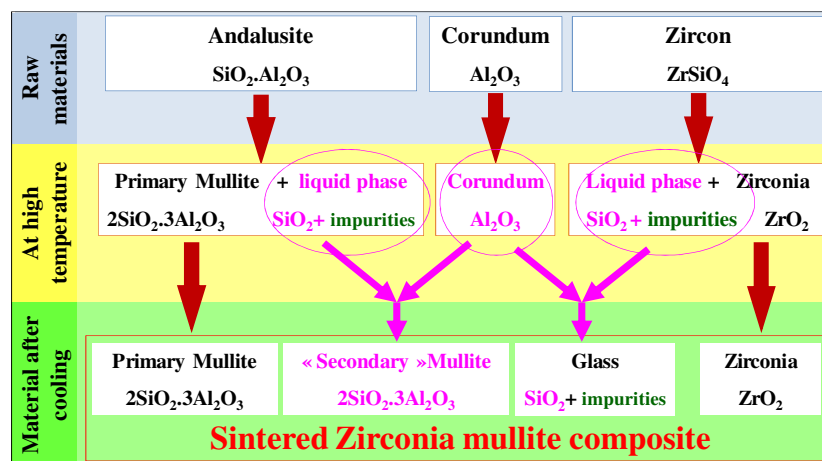 Raw materials
Andalusite
SiO₂.Al₂O₃
Corundum
Al₂O₃
Zircon
ZrSiO₄
At high temperature
Primary Mullite + liquid phase
2SiO₂.3Al₂O₃ SiO₂+ impurities
Corundum
Al₂O₃
Liquid phase + Zirconia
SiO₂ + impurities ZrO₂
Material after cooling
Primary Mullite
2SiO₂.3Al₂O₃
« Secondary »Mullite
2SiO₂.3Al₂O₃
Glass
SiO₂+ impurities
Zirconia
ZrO₂
Sintered Zirconia mullite composite